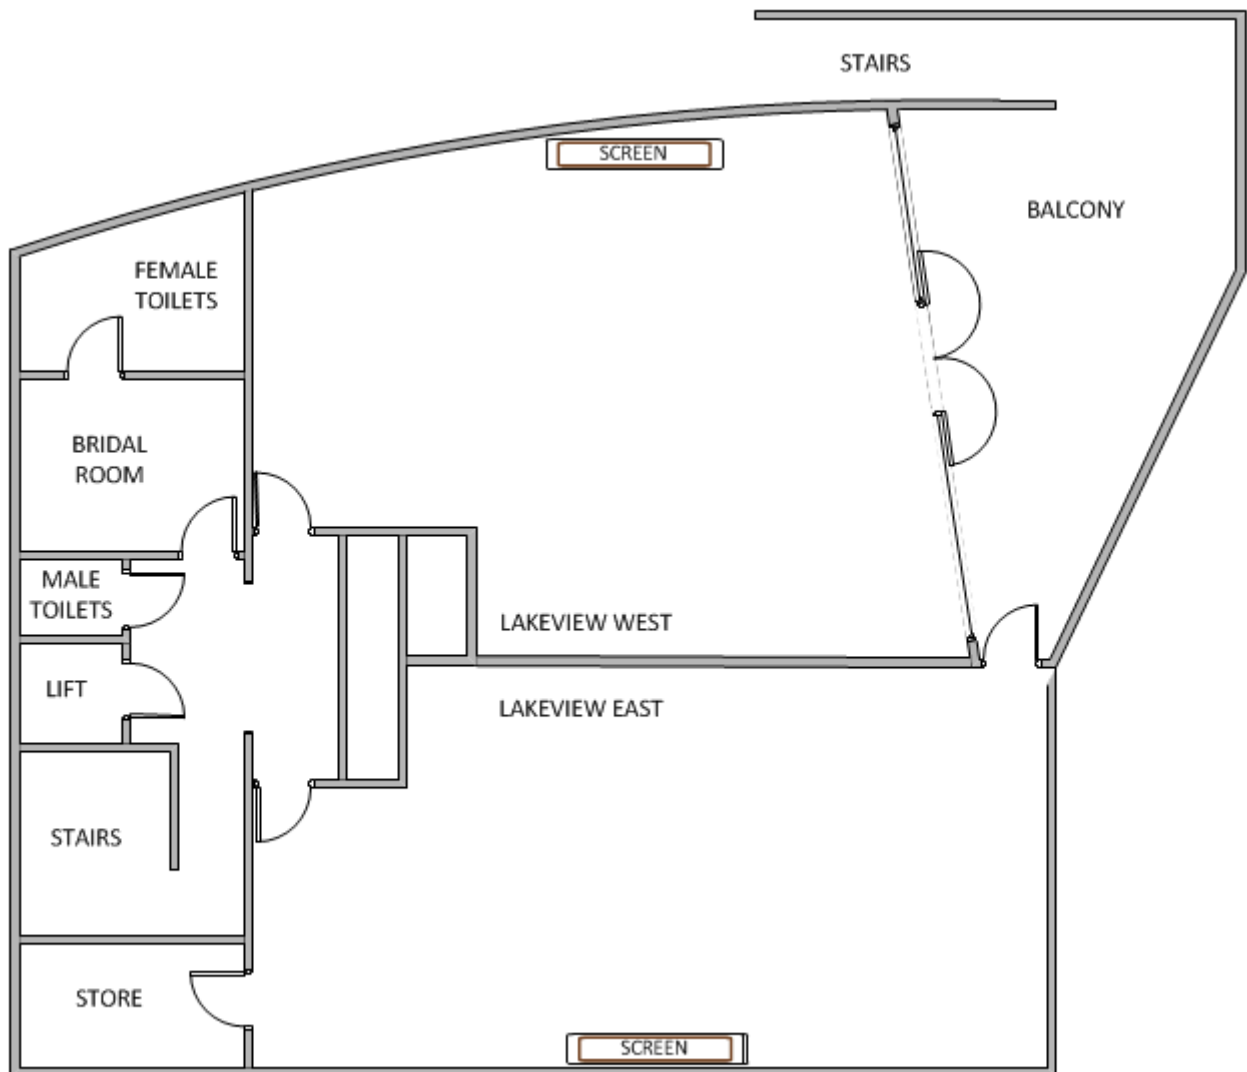 STAIRS
SCREEN
BALCONY
FEMALE
TOILETS
BRIDAL
ROOM
MALE
TOILETS
LAKEVIEW WEST
LIFT
LAKEVIEW EAST
STAIRS
STORE
SCREEN